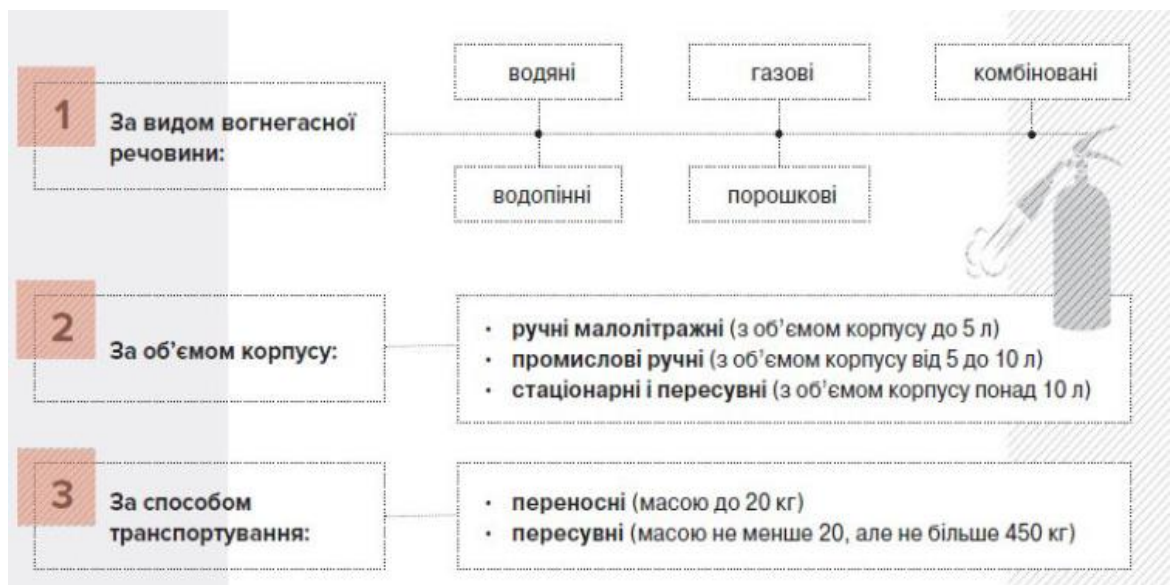 1
За видом вогнегасної
речовини:
водяні
газові
комбіновані
водопінні
порошкові
2
За об’ємом корпусу:
• ручні малолітражні (з об’ємом корпусу до 5 л)
• промислові ручні (з об’ємом корпусу від 5 до 10 л)
• стаціонарні і пересувні (з об’ємом корпусу понад 10 л)
3
За способом
транспортування:
• переносні (масою до 20 кг)
• пересувні (масою не менше 20, але не більше 450 кг)